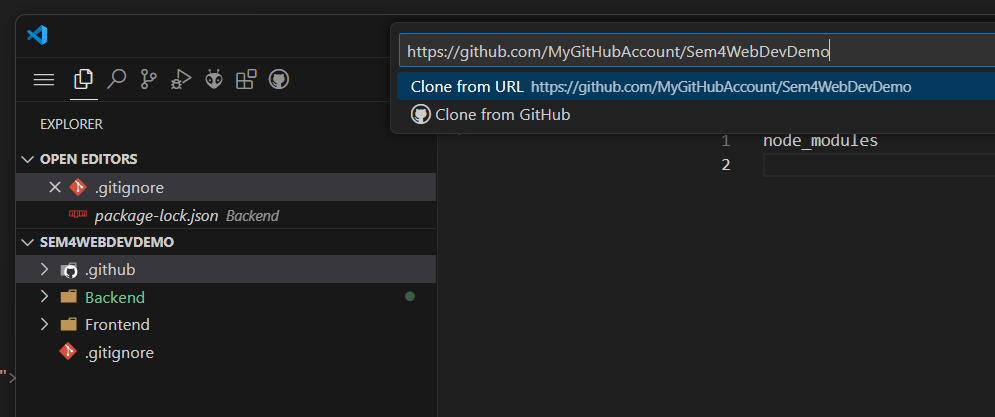 https://github.com/MyGitHubAccount/Sem4WebDevDemo
Clone from URL https://github.com/MyGitHubAccount/Sem4WebDevDemo
Clone from GitHub
EXPLORER
OPEN EDITORS
.gitignore
package-lock.json Backend
SEM4WEBDEVDEMO
.github
Backend
Frontend
.gitignore
">
1 node_modules
2